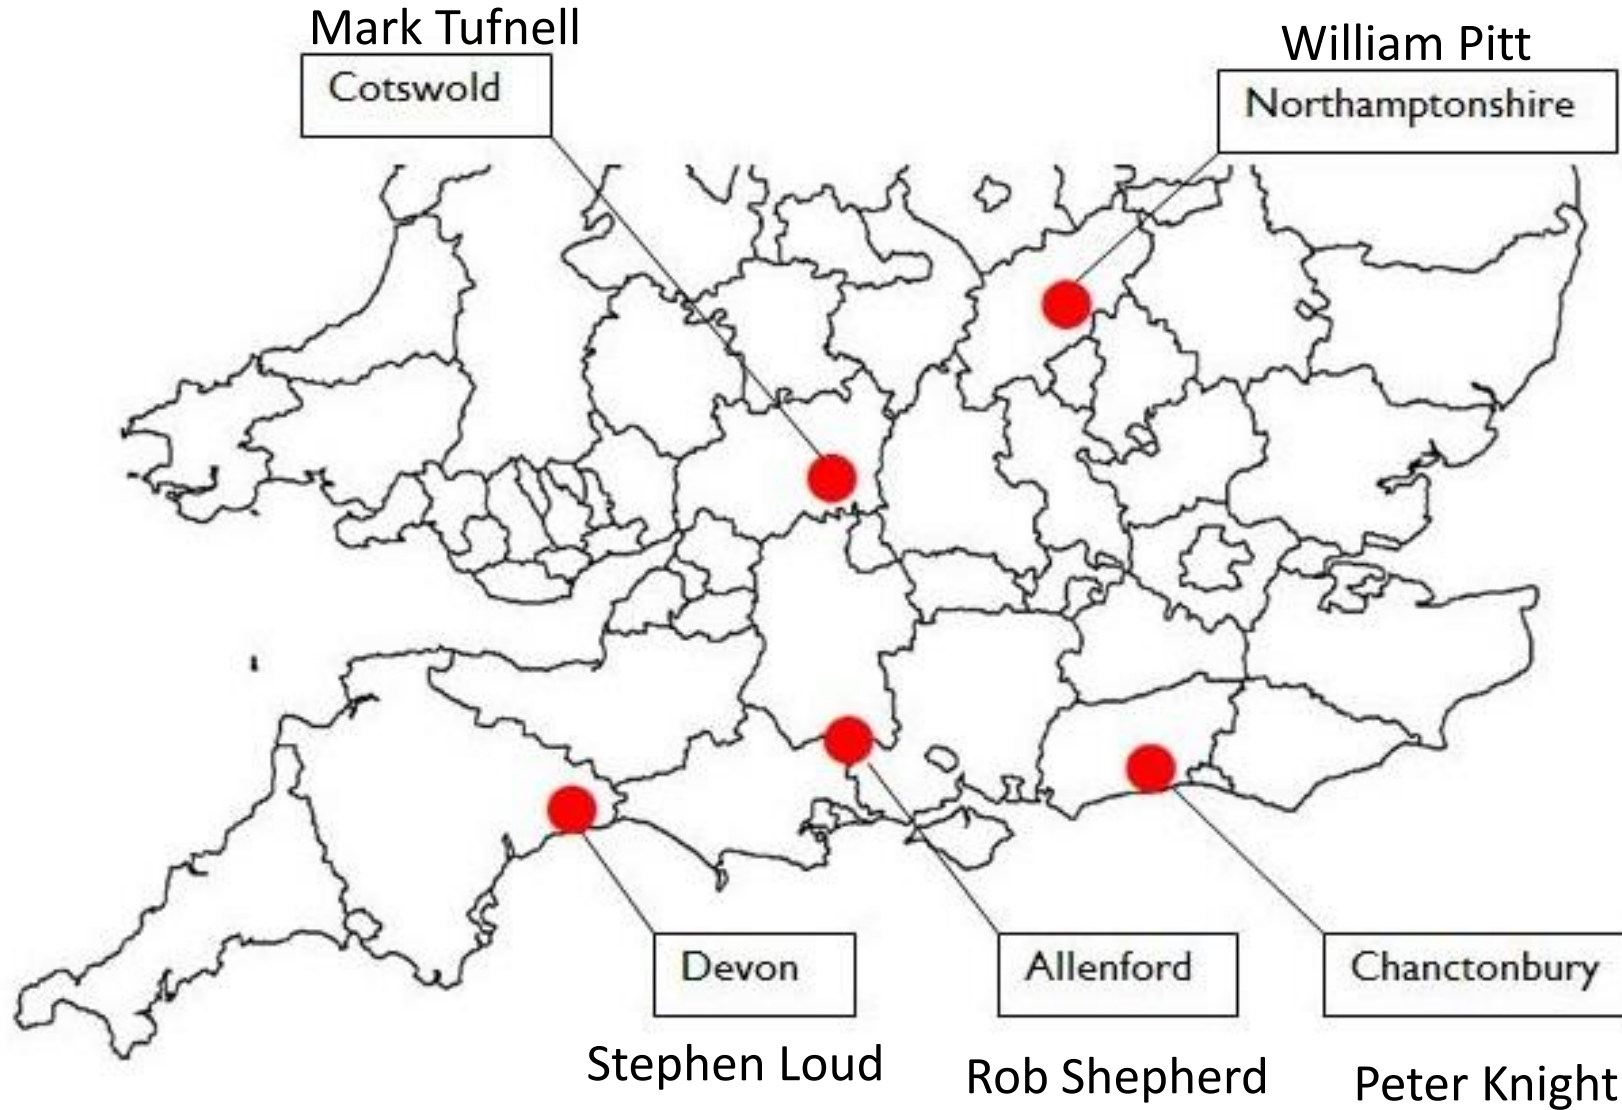 Mark Tufnell
Cotswold
William Pitt
Northamptonshire
Devon
Allenford
Chanctonbury
Stephen Loud
Rob Shepherd
Peter Knight